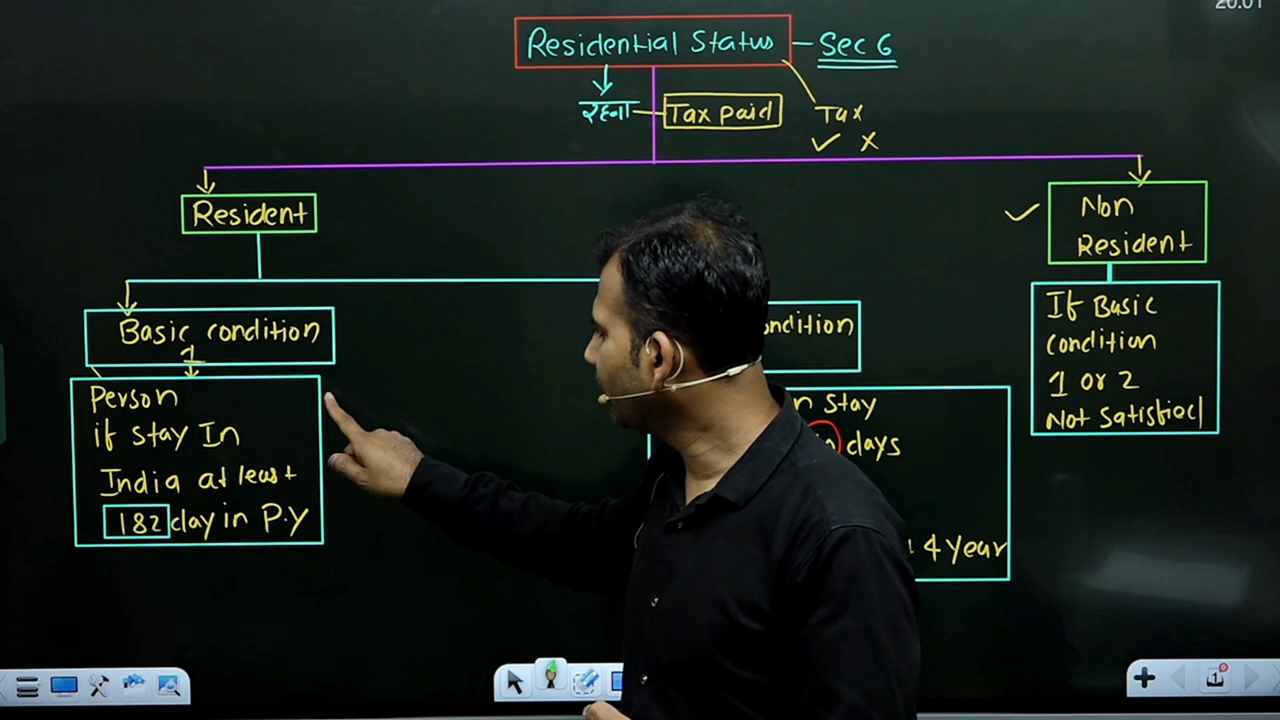 Residential Status – Sec 6
रहना – Tax paid
Tax
✓ X
Resident
✓ Non
Resident
Basic condition
1
Person
if stay In
India at least
182 day in P.Y
ondition
stay
days
4 year
If Basic
condition
1 or 2
Not satisfied
1